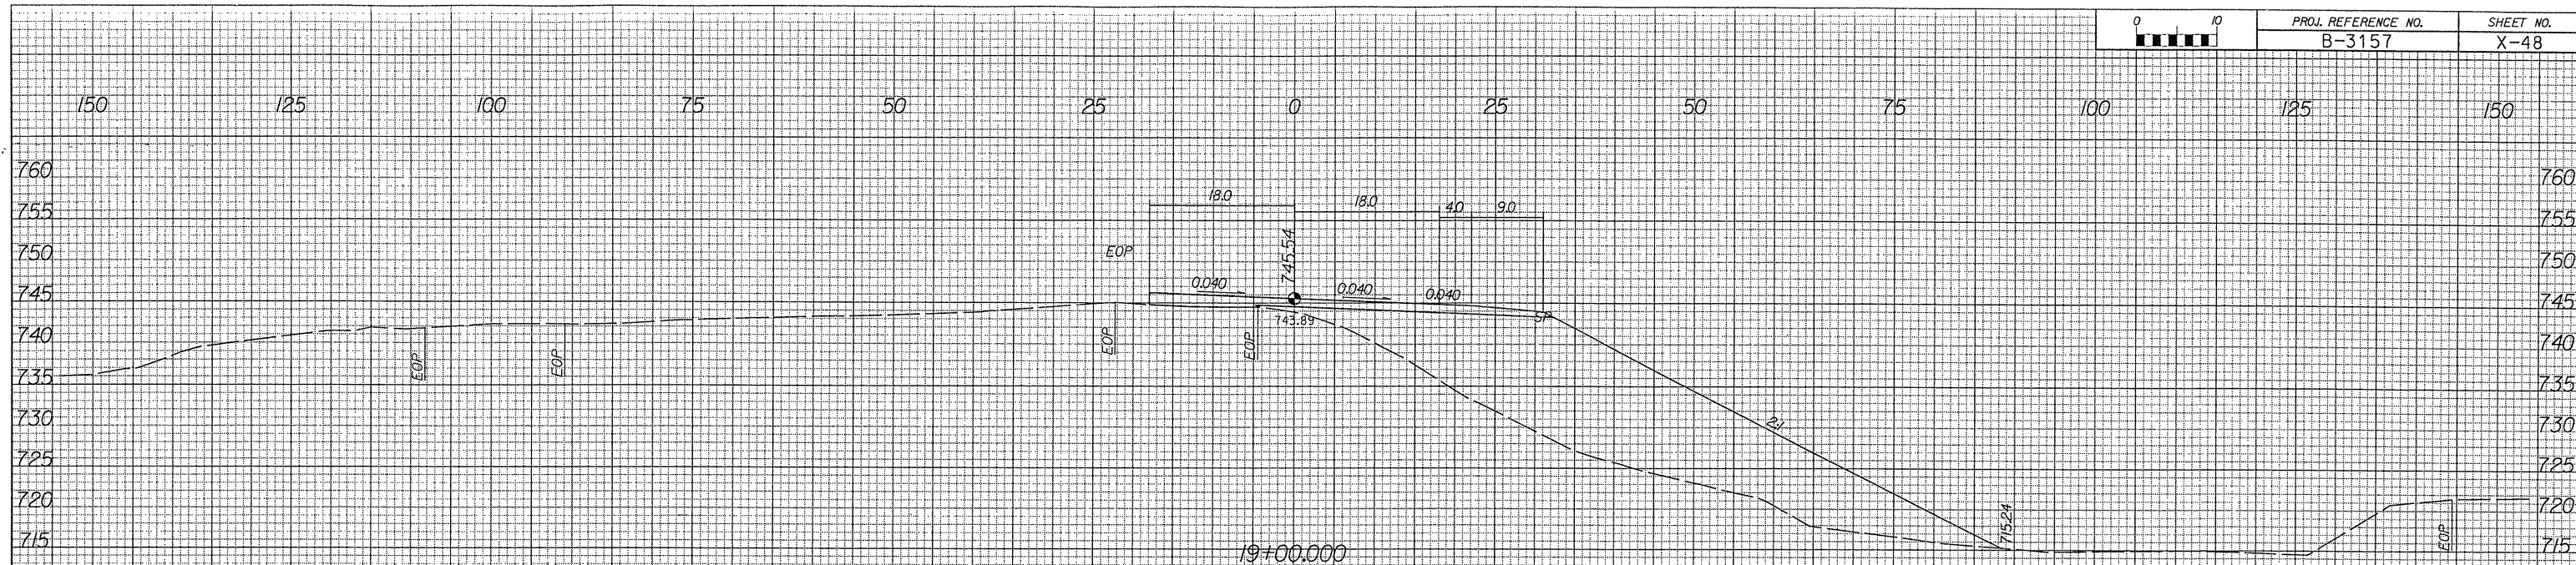 0 10
PROJ. REFERENCE NO. SHEET NO.
B-3157 X-48
150 125 100 75 50 25 0 25 50 75 100 125 150
760 760
18.0 18.0 4.0 9.0
755 755
EOP 745.54
750 750
0.040 0.040 0.040
745 745
743.89 SP
740 740
EOP EOP EOP EOP
735 735
2:1
730 730
725 725
720 720
715.24 EOP
715 715
19+00.000